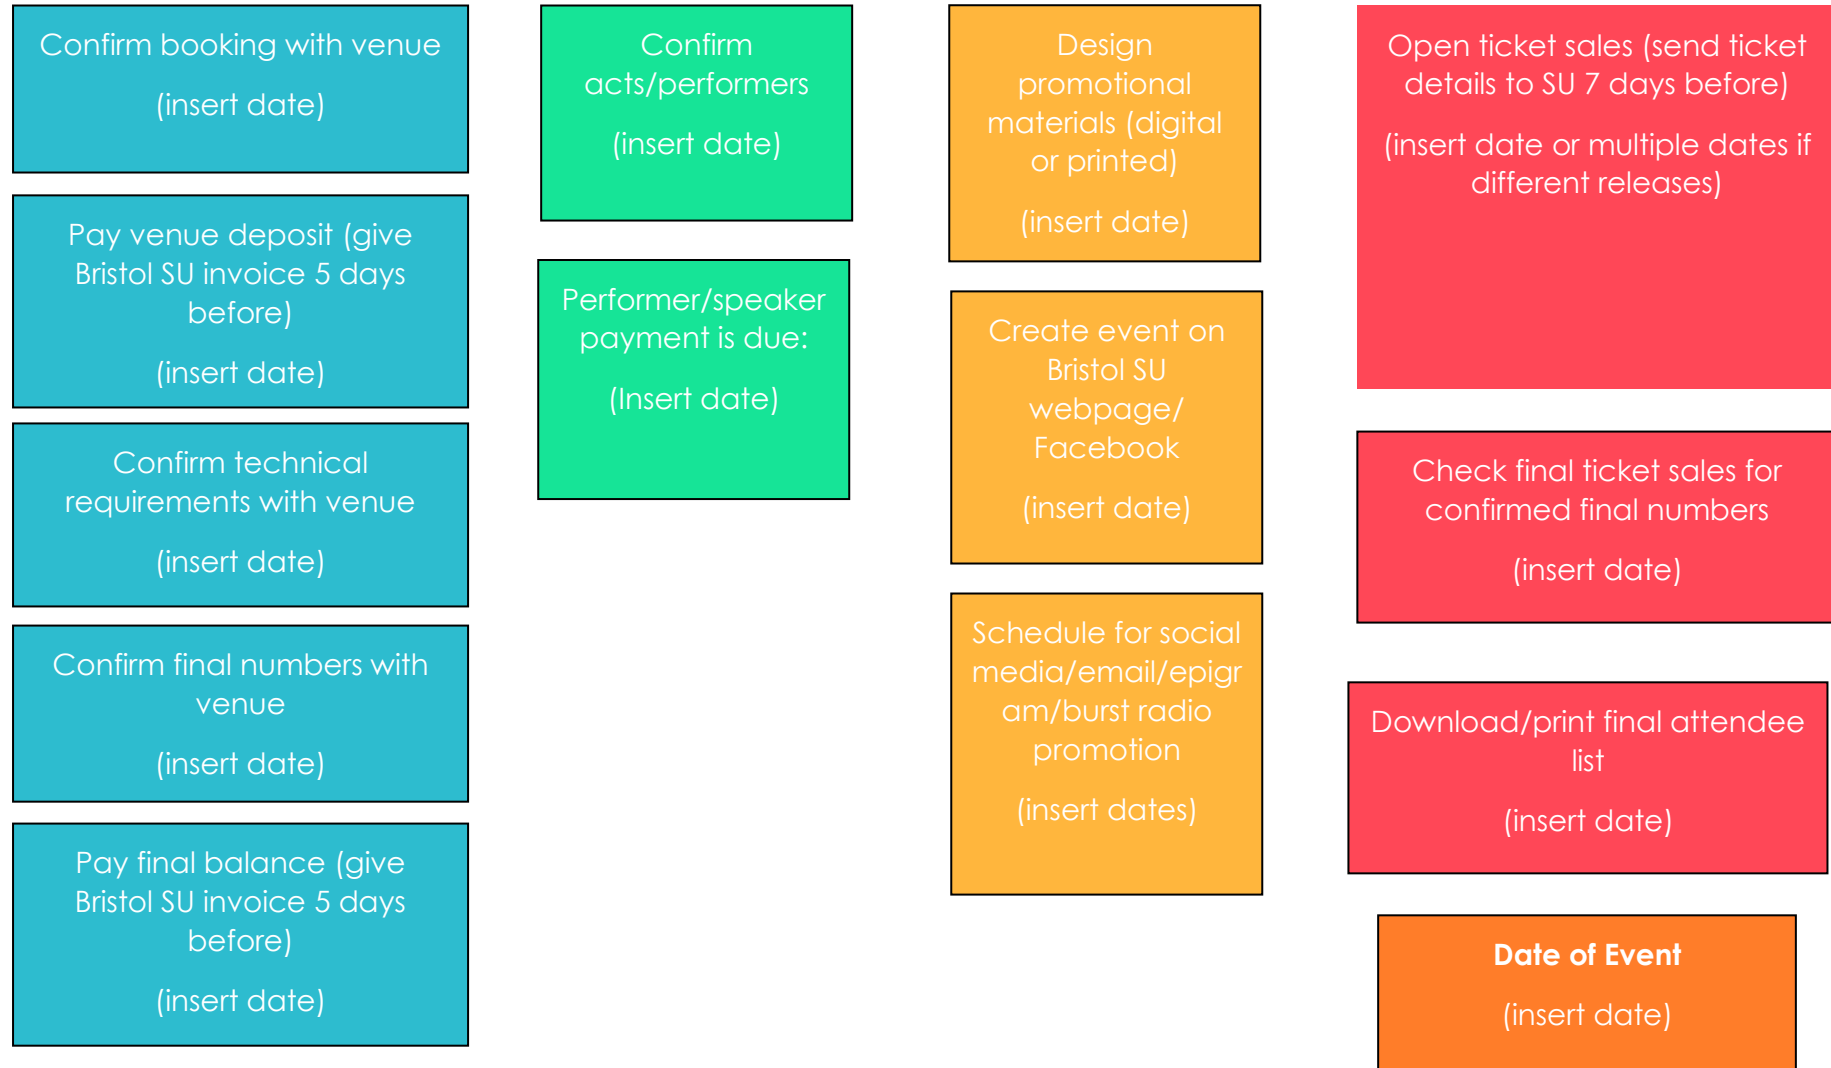 Confirm booking with venue
(insert date)
Pay venue deposit (give
Bristol SU invoice 5 days
before)
(insert date)
Confirm technical
requirements with venue
(insert date)
Confirm final numbers with
venue
(insert date)
Pay final balance (give
Bristol SU invoice 5 days
before)
(insert date)
Confirm
acts/performers
(insert date)
Performer/speaker
payment is due:
(Insert date)
Design
promotional
materials (digital
or printed)
(insert date)
Create event on
Bristol SU
webpage/
Facebook
(insert date)
Schedule for social
media/email/epigr
am/burst radio
promotion
(insert dates)
Open ticket sales (send ticket
details to SU 7 days before)
(insert date or multiple dates if
different releases)
Check final ticket sales for
confirmed final numbers
(insert date)
Download/print final attendee
list
(insert date)
Date of Event
(insert date)